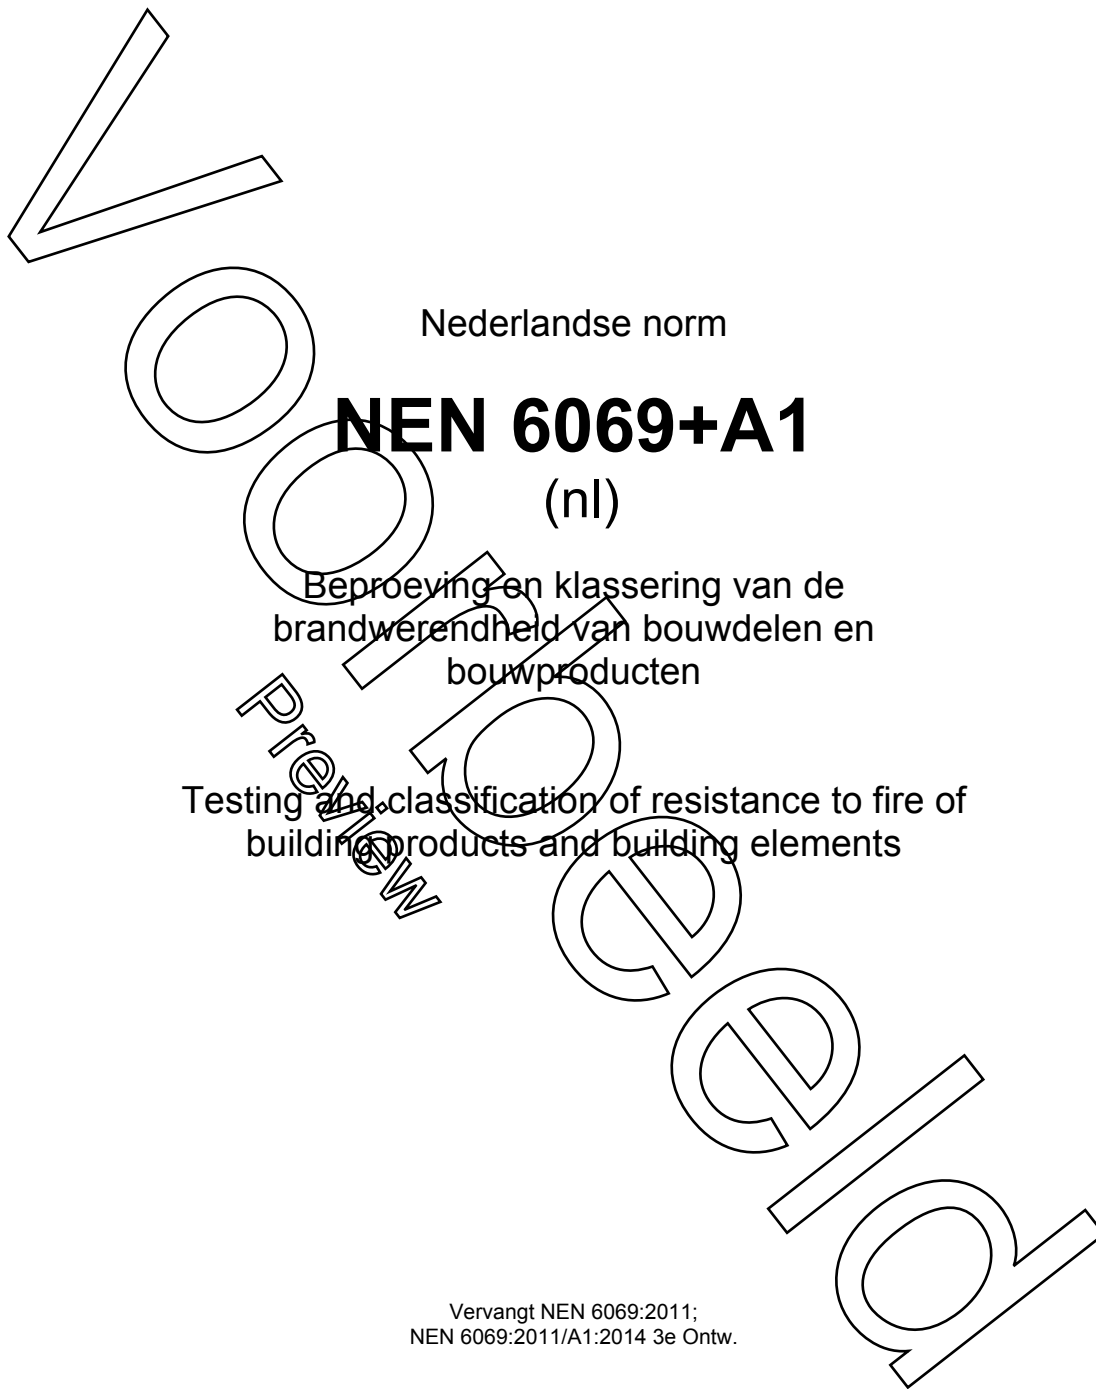 Nederlandse norm
NEN 6069+A1
(nl)
Beproeving en klassering van de
brandwerendheid van bouwdelen en
bouwproducten
Testing and classification of resistance to fire of
building products and building elements
Vervangt NEN 6069:2011;
NEN 6069:2011/A1:2014 3e Ontw.
Voorbeeld
Preview